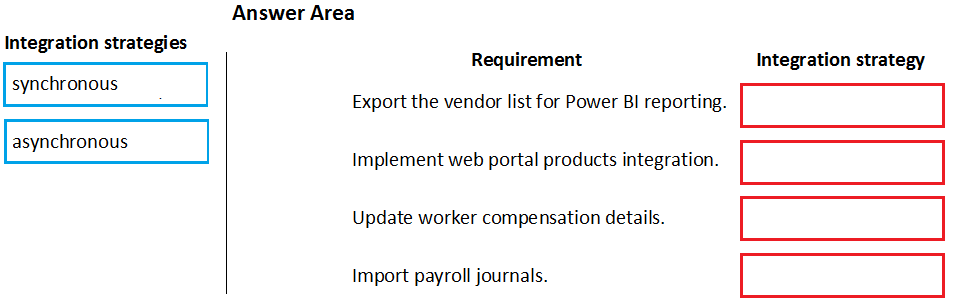 Answer Area
Integration strategies
synchronous
asynchronous
Requirement Integration strategy
Export the vendor list for Power BI reporting.
Implement web portal products integration.
Update worker compensation details.
Import payroll journals.